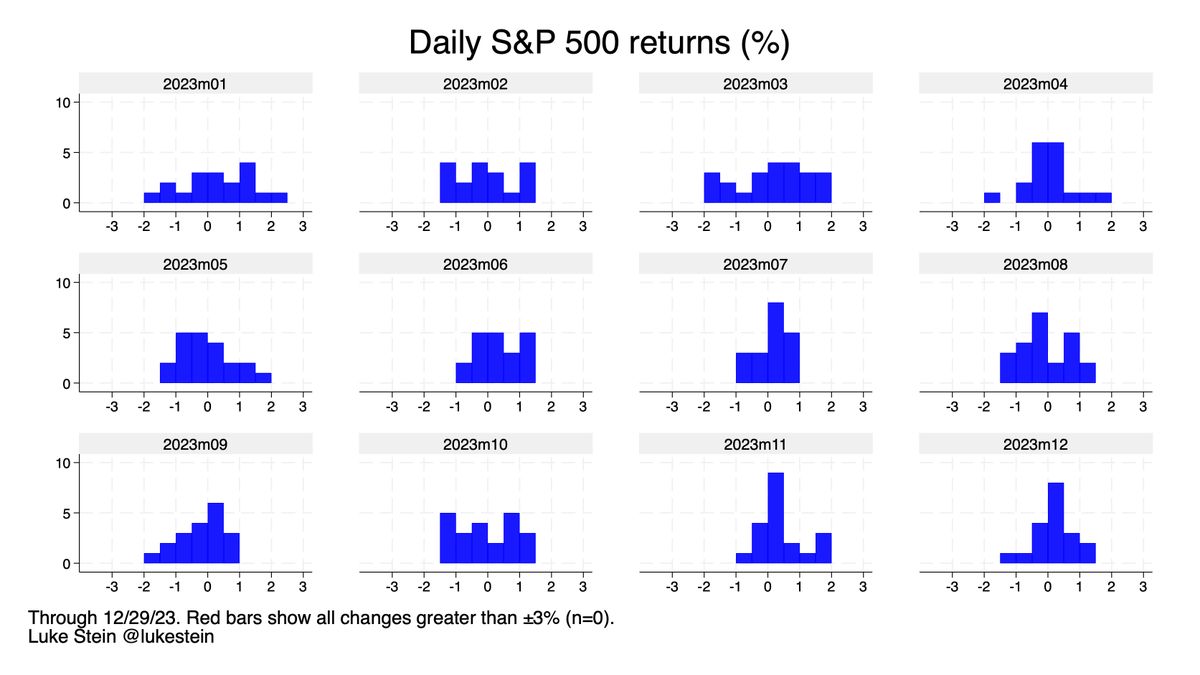 Daily S&P 500 returns (%)
2023m01 2023m02 2023m03 2023m04
10
5
0
-3 -2 -1 0 1 2 3 -3 -2 -1 0 1 2 3 -3 -2 -1 0 1 2 3 -3 -2 -1 0 1 2 3
2023m05 2023m06 2023m07 2023m08
10
5
0
-3 -2 -1 0 1 2 3 -3 -2 -1 0 1 2 3 -3 -2 -1 0 1 2 3 -3 -2 -1 0 1 2 3
2023m09 2023m10 2023m11 2023m12
10
5
0
-3 -2 -1 0 1 2 3 -3 -2 -1 0 1 2 3 -3 -2 -1 0 1 2 3 -3 -2 -1 0 1 2 3
Through 12/29/23. Red bars show all changes greater than ±3% (n=0).
Luke Stein @lukestein